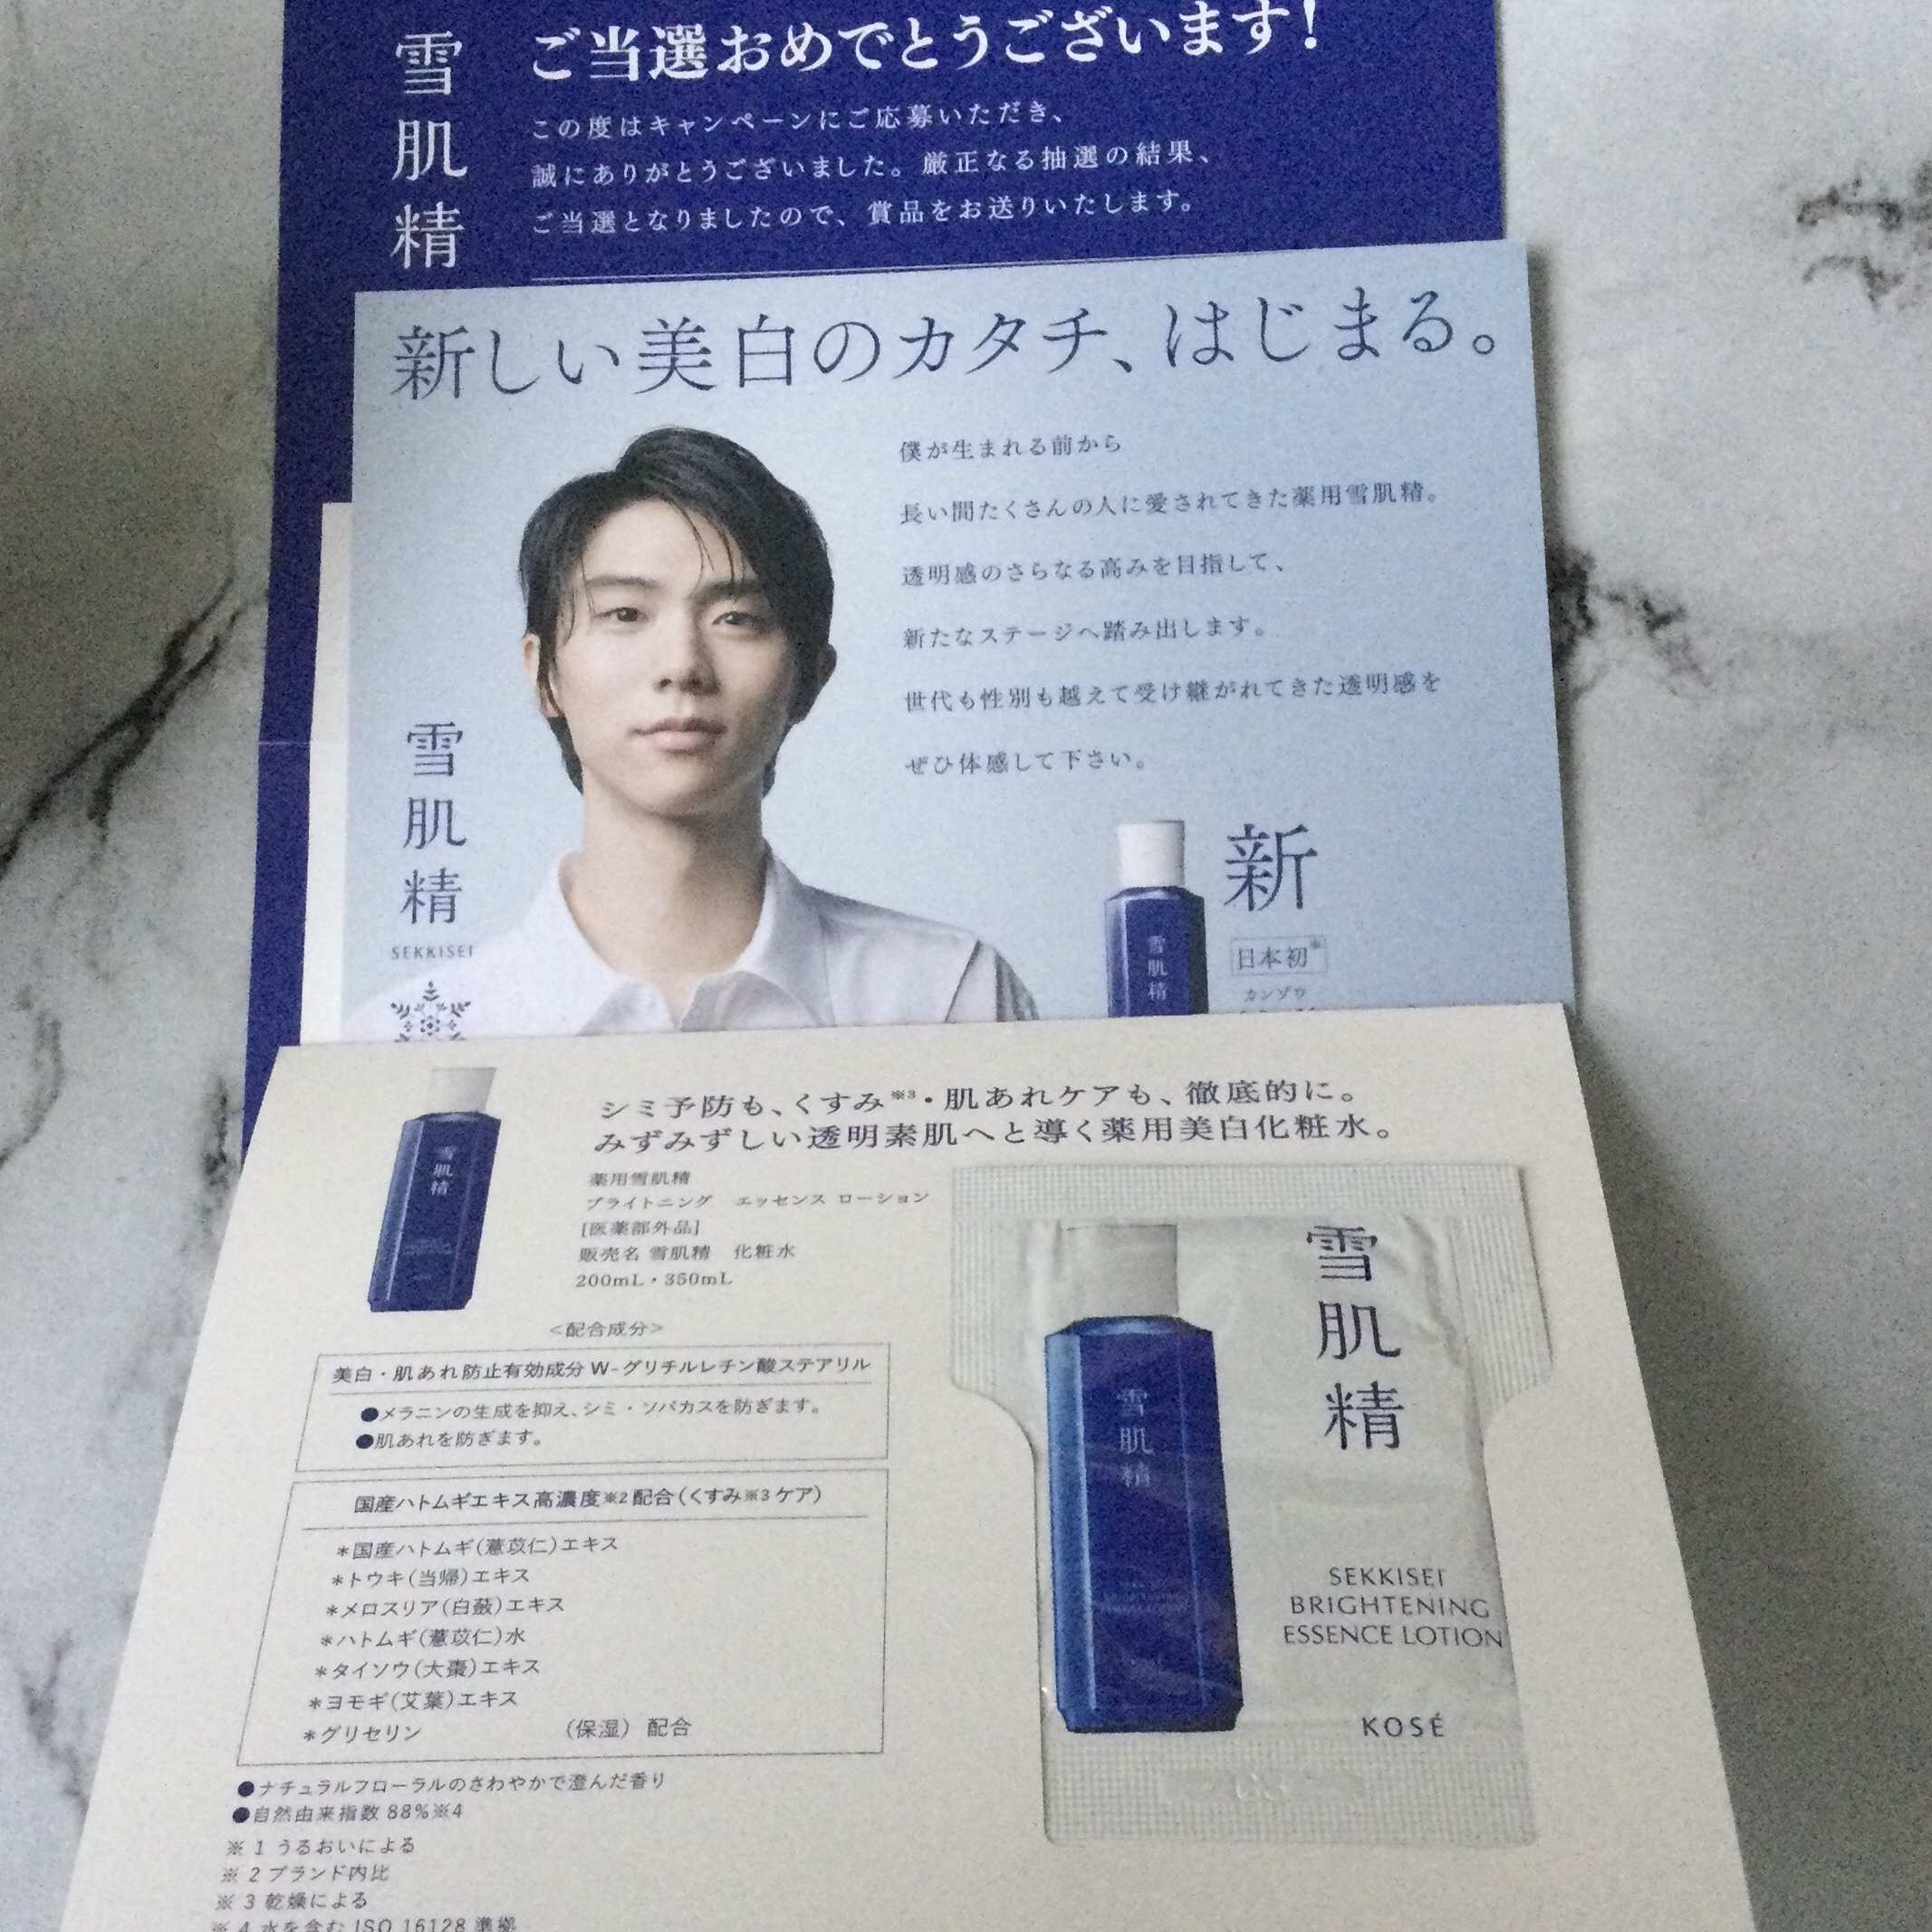 雪肌精
ご当選おめでとうございます!
この度はキャンペーンにご応募いただき、
誠にありがとうございました。厳正なる抽選の結果、
ご当選となりましたので、賞品をお送りいたします。
新しい美白のカタチ、はじまる。
僕が生まれる前から
長い間たくさんの人に愛されてきた薬用雪肌精。
透明感のさらなる高みを目指して、
新たなステージへ踏み出します。
世代も性別も越えて受け継がれてきた透明感を
ぜひ体感して下さい。
雪肌精
SEKKISEI
雪肌精
新
日本初*
カンゾウ
雪肌精
シミ予防も、くすみ※3・肌あれケアも、徹底的に。
みずみずしい透明素肌へと導く薬用美白化粧水。
薬用雪肌精
ブライトニング エッセンス ローション
[医薬部外品]
販売名 雪肌精 化粧水
200mL・350mL
<配合成分>
美白・肌あれ防止有効成分 W-グリチルレチン酸ステアリル
●メラニンの生成を抑え、シミ・ソバカスを防ぎます。
●肌あれを防ぎます。
国産ハトムギエキス高濃度※2配合(くすみ※3ケア)
*国産ハトムギ(薏苡仁)エキス
*トウキ(当帰)エキス
*メロスリア(白蘞)エキス
*ハトムギ(薏苡仁)水
*タイソウ(大棗)エキス
*ヨモギ(艾葉)エキス
*グリセリン (保湿) 配合
●ナチュラルフローラルのさわやかで澄んだ香り
●自然由来指数 88%※4
※1 うるおいによる
※2 ブランド内比
※3 乾燥による
※4 水を含む ISO 16128 準拠
雪肌精
雪肌精
SEKKISEI
BRIGHTENING
ESSENCE LOTION
KOSÉ